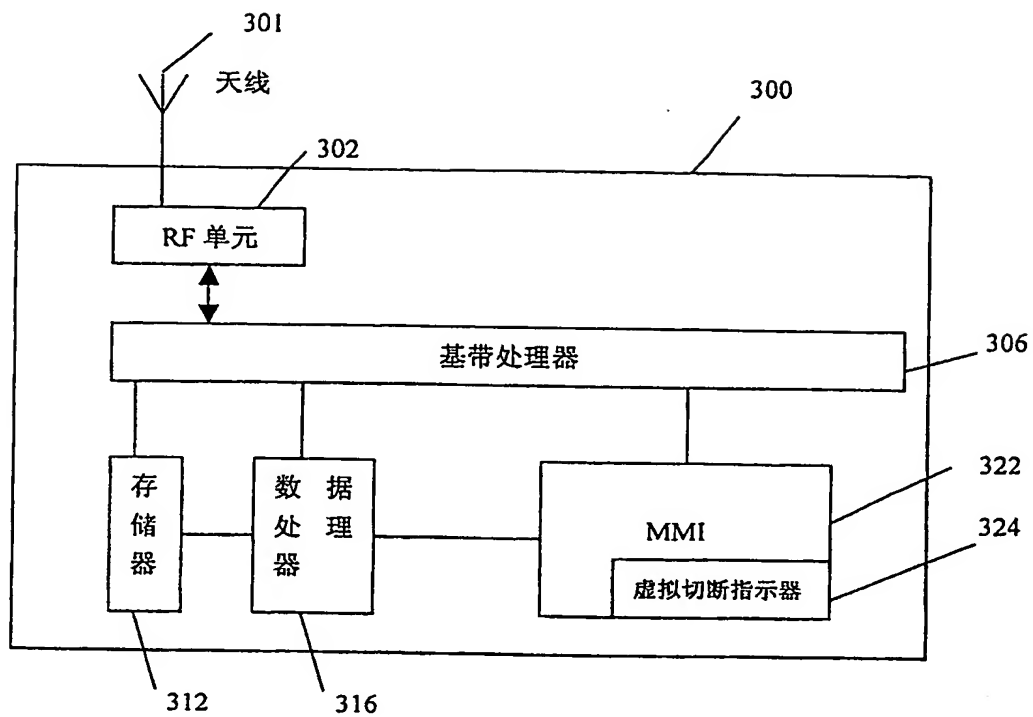 301
天线
300
302
RF 单元
基带处理器
306
存
储
器
数 据
处 理
器
MMI
虚拟切断指示器
322
324
312
316